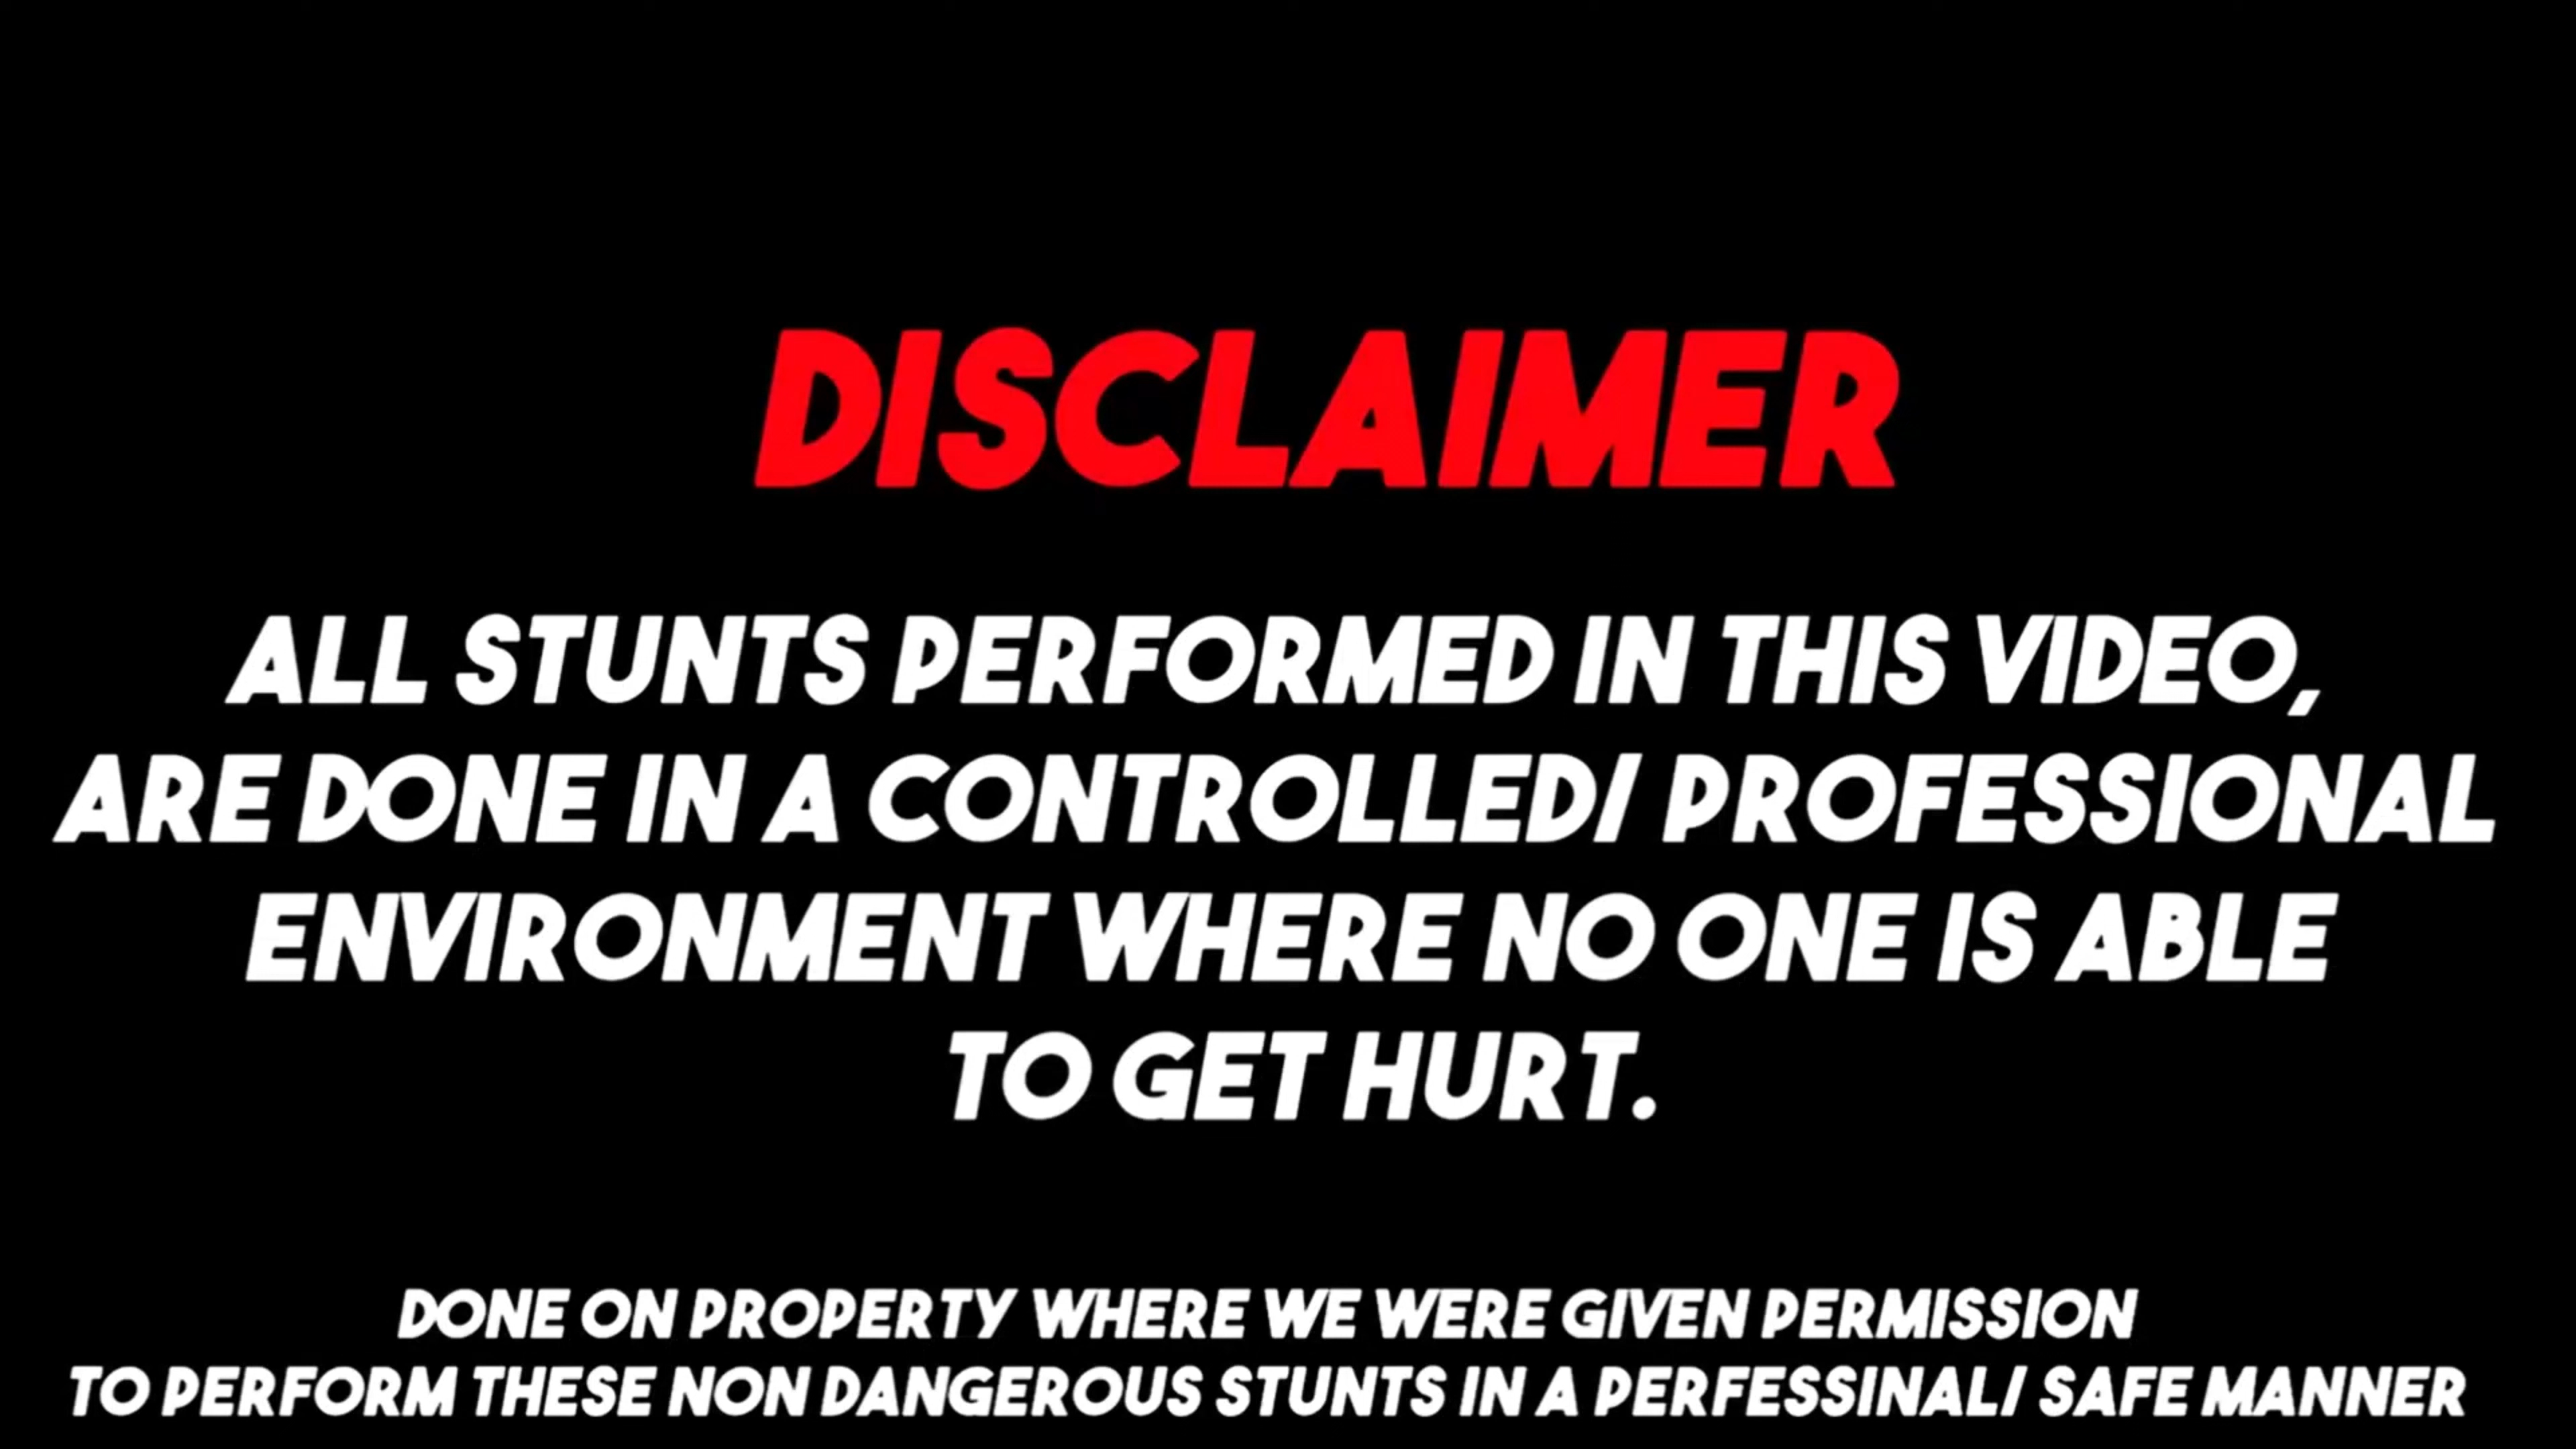 DISCLAIMER
ALL STUNTS PERFORMED IN THIS VIDEO,
ARE DONE IN A CONTROLLED/ PROFESSIONAL
ENVIRONMENT WHERE NO ONE IS ABLE
TO GET HURT.
DONE ON PROPERTY WHERE WE WERE GIVEN PERMISSION
TO PERFORM THESE NON DANGEROUS STUNTS IN A PERFESSINAL/ SAFE MANNER